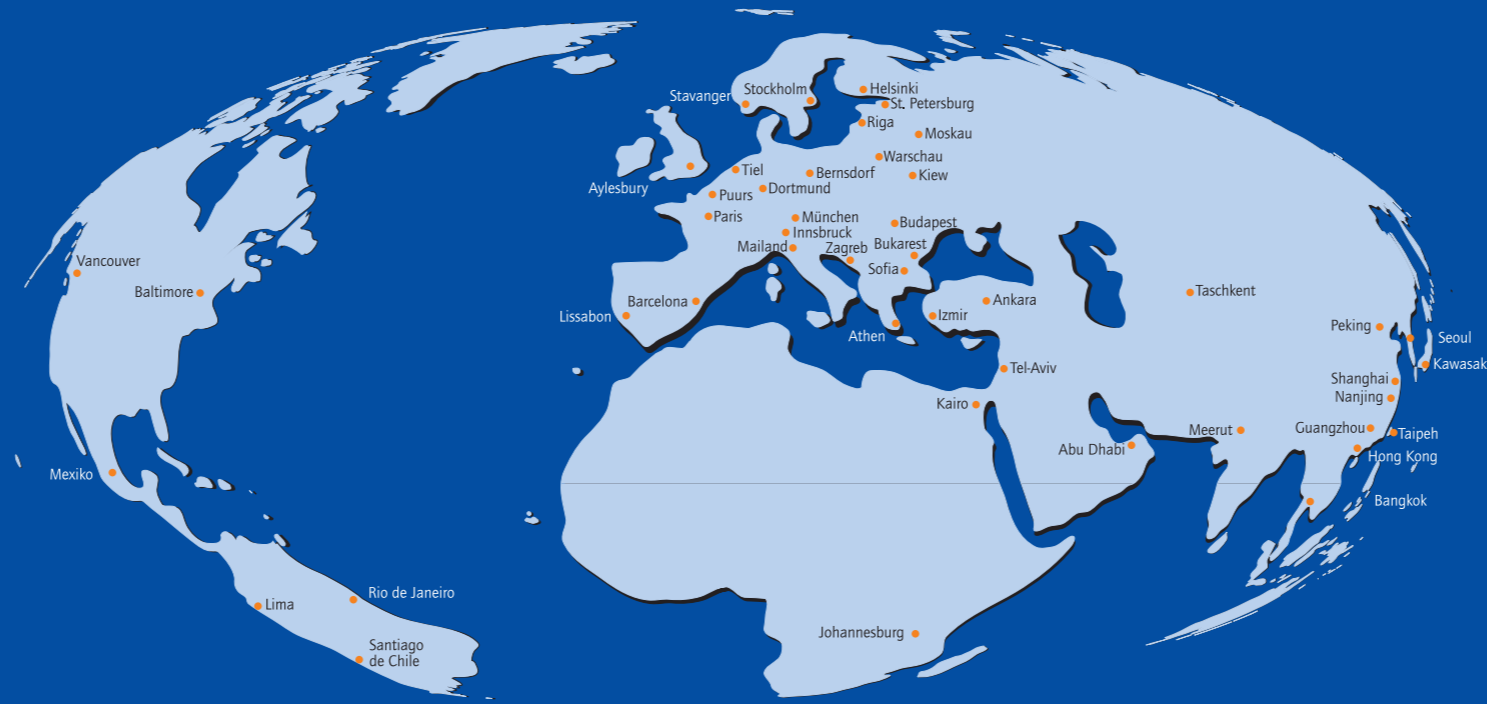 Stavanger
Stockholm
Helsinki
St. Petersburg
Riga
Moskau
Warschau
Kiew
Aylesbury
Tiel
Bernsdorf
Dortmund
Puurs
Paris
München
Innsbruck
Budapest
Mailand
Zagreb
Bukarest
Sofia
Vancouver
Baltimore
Lissabon
Barcelona
Athen
Izmir
Ankara
Taschkent
Peking
Seoul
Kawasak
Tel-Aviv
Shanghai
Nanjing
Kairo
Meerut
Guangzhou
Taipeh
Abu Dhabi
Hong Kong
Mexiko
Bangkok
Lima
Rio de Janeiro
Santiago
de Chile
Johannesburg